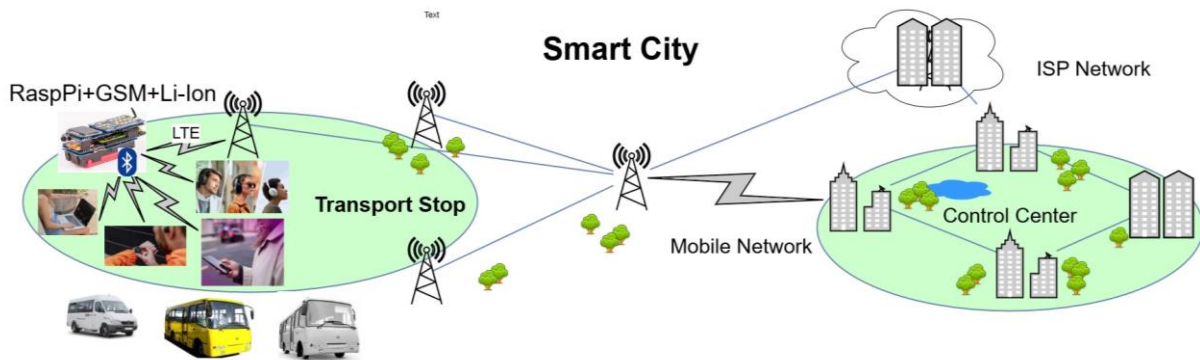 Text
Smart City
ISP Network
RaspPi+GSM+Li-Ion
LTE
Transport Stop
Control Center
Mobile Network